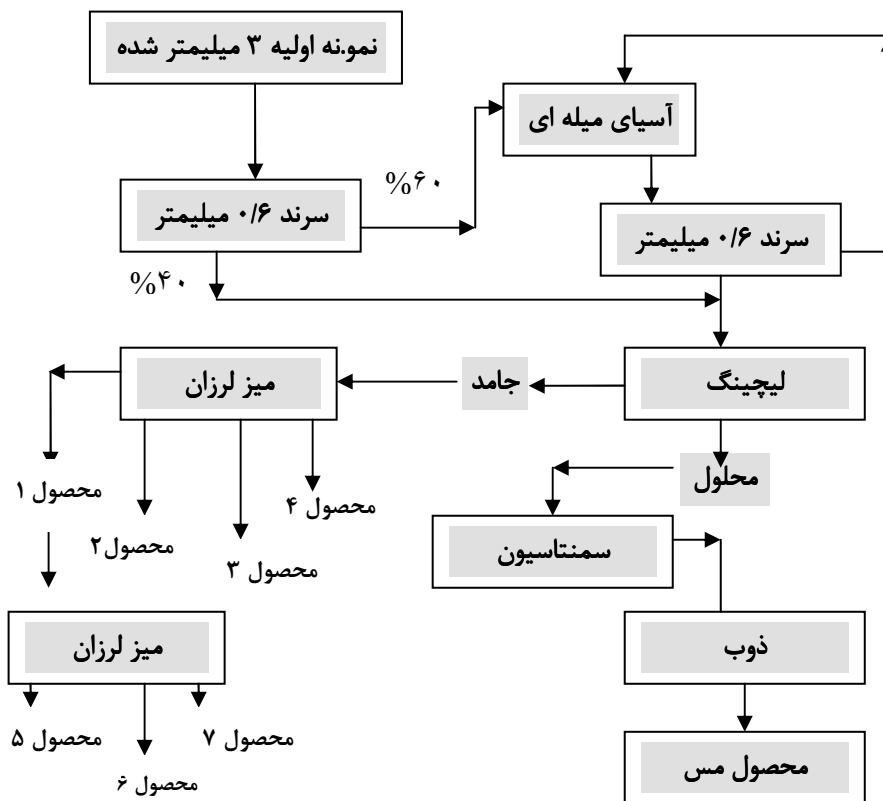 نمونه اولیه ۳ میلیمتر شده
آسیای میله ای
%۶۰
سرند ۰/۶ میلیمتر
سرند ۰/۶ میلیمتر
%۴۰
میز لرزان
جامد
لیچینگ
محلول
محصول ۱
محصول ۴
محصول۲
محصول ۳
سمنتاسیون
میز لرزان
ذوب
محصول ۵
محصول ۷
محصول ۶
محصول مس